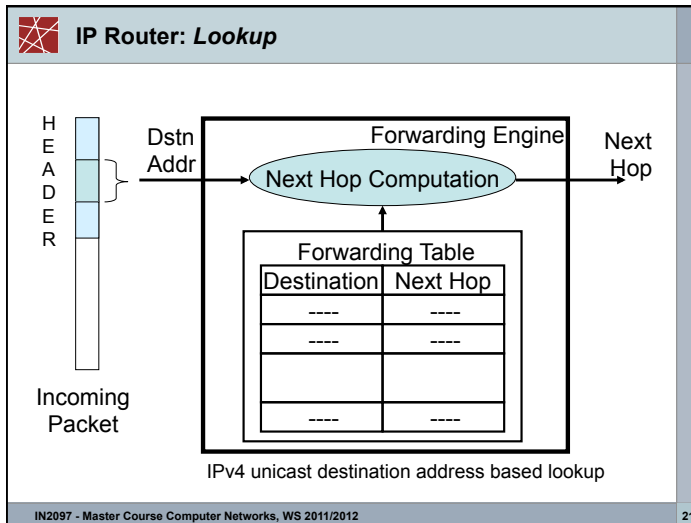 IP Router: Lookup
H
E
A
D
E
R
Dstn
Addr
Forwarding Engine
Next
Hop
Next Hop Computation
Forwarding Table
Destination Next Hop
---- ----
---- ----
---- ----
Incoming
Packet
IPv4 unicast destination address based lookup
IN2097 - Master Course Computer Networks, WS 2011/2012